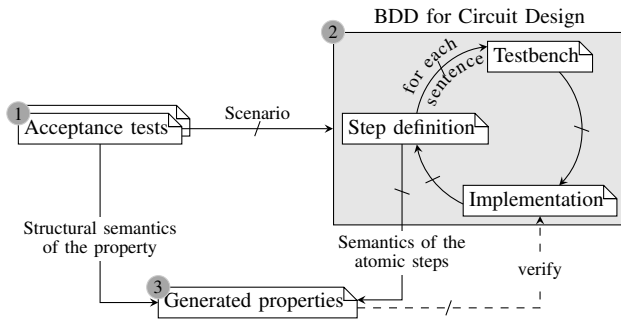 BDD for Circuit Design
2
for each
sentence
Testbench
1
Acceptance tests
Scenario
Step definition
Implementation
Structural semantics
of the property
Semantics of the
atomic steps
verify
3
Generated properties